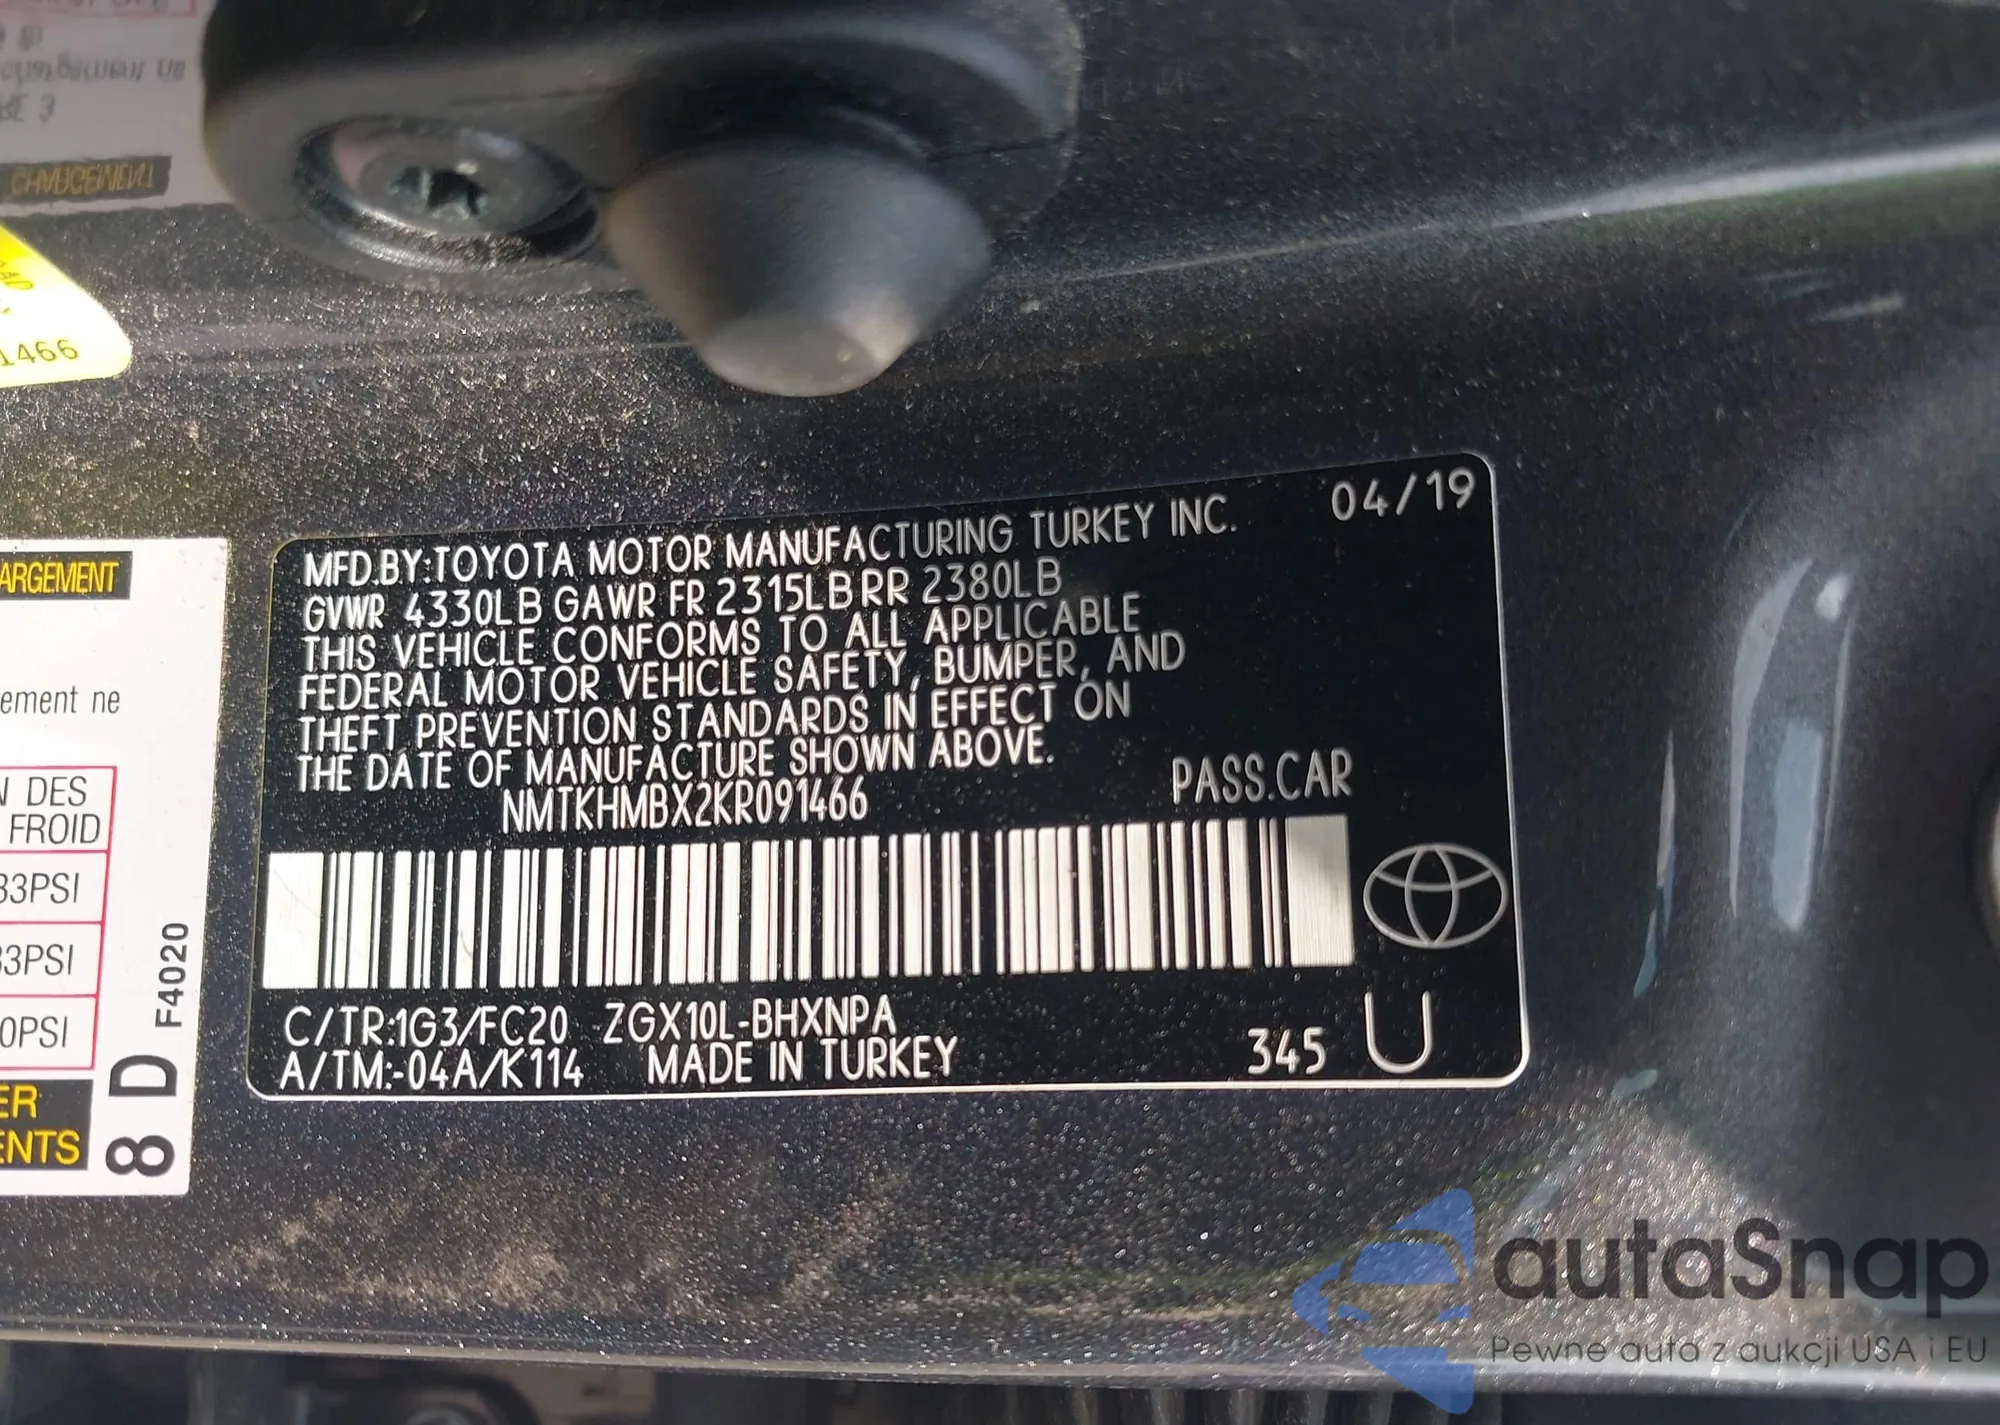 1466
ARGEMENT
ement ne
N DES
FROID
33PSI
33PSI
0PSI
ER
ENTS
8 D F4020
MFD.BY:TOYOTA MOTOR MANUFACTURING TURKEY INC. 04/19
GVWR 4330LB GAWR FR 2315LB RR 2380LB
THIS VEHICLE CONFORMS TO ALL APPLICABLE
FEDERAL MOTOR VEHICLE SAFETY, BUMPER, AND
THEFT PREVENTION STANDARDS IN EFFECT ON
THE DATE OF MANUFACTURE SHOWN ABOVE.
NMTKHMBX2KR091466 PASS.CAR
C/TR:1G3/FC20 ZGX10L-BHXNPA
A/TM:-04A/K114 MADE IN TURKEY 345 U
autaSnap
Pewne auta z aukcji USA i EU